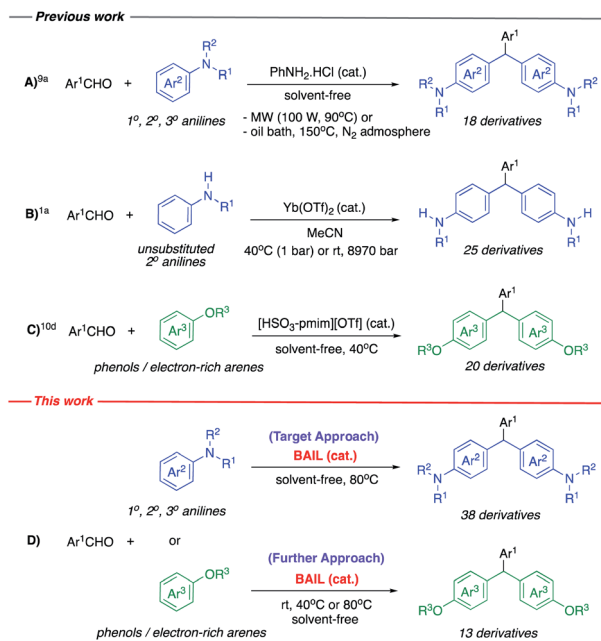 Previous work
A)9a Ar1CHO + Ar2 N R2 R1 PhNH2.HCl (cat.) Ar1 R2 N R1 Ar2 Ar2 N R2 R1
solvent-free
1o, 2o, 3o anilines - MW (100 W, 90oC) or 18 derivatives
- oil bath, 150oC, N2 admosphere
B)1a Ar1CHO + H N R1 Yb(OTf)2 (cat.) Ar1 H N R1 N H R1
MeCN
unsubstituted 40oC (1 bar) or rt, 8970 bar 25 derivatives
2o anilines
C)10d Ar1CHO + Ar3 OR3 [HSO3-pmim][OTf] (cat.) Ar1 Ar3 Ar3 R3O OR3
solvent-free, 40oC
phenols / electron-rich arenes 20 derivatives
This work
Ar2 N R2 R1 (Target Approach) Ar1 R2 N R1 Ar2 Ar2 N R2 R1
BAIL (cat.)
solvent-free, 80oC
1o, 2o, 3o anilines 38 derivatives
D) Ar1CHO + or
Ar3 OR3 (Further Approach) Ar1 Ar3 Ar3 R3O OR3
BAIL (cat.)
rt, 40oC or 80oC
solvent-free
phenols / electron-rich arenes 13 derivatives